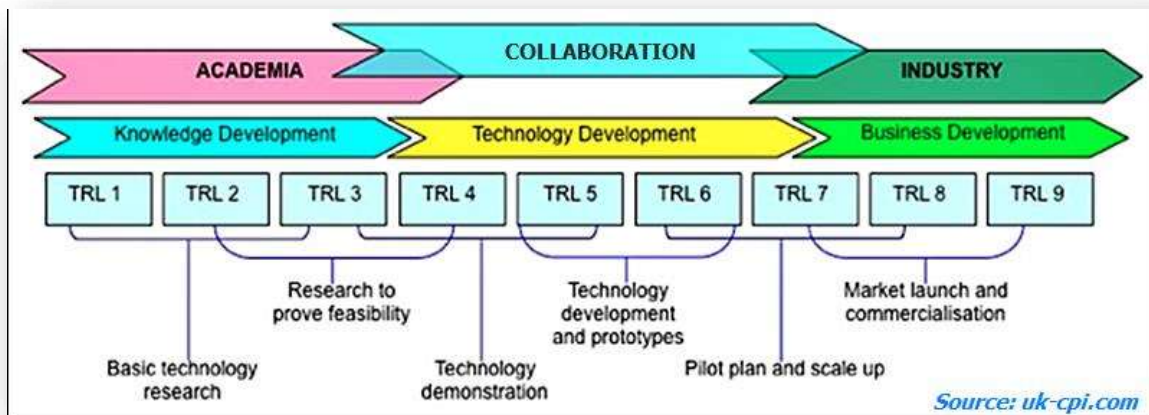 COLLABORATION
ACADEMIA
INDUSTRY
Knowledge Development
Technology Development
Business Development
TRL 1
TRL 2
TRL 3
TRL 4
TRL 5
TRL 6
TRL 7
TRL 8
TRL 9
Research to
prove feasibility
Technology
development
and prototypes
Market launch and
commercialisation
Basic technology
research
Technology
demonstration
Pilot plan and scale up
Source: uk-cpi.com